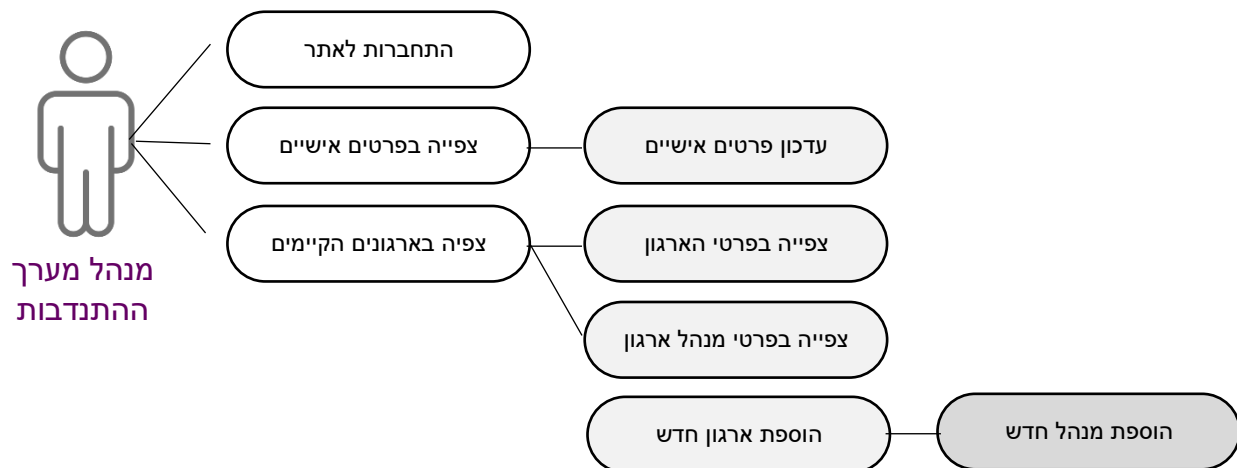 התחברות לאתר
צפייה בפרטים אישיים
עדכון פרטים אישיים
צפיה בארגונים הקיימים
צפייה בפרטי הארגון
מנהל מערך
ההתנדבות
צפייה בפרטי מנהל ארגון
הוספת ארגון חדש
הוספת מנהל חדש